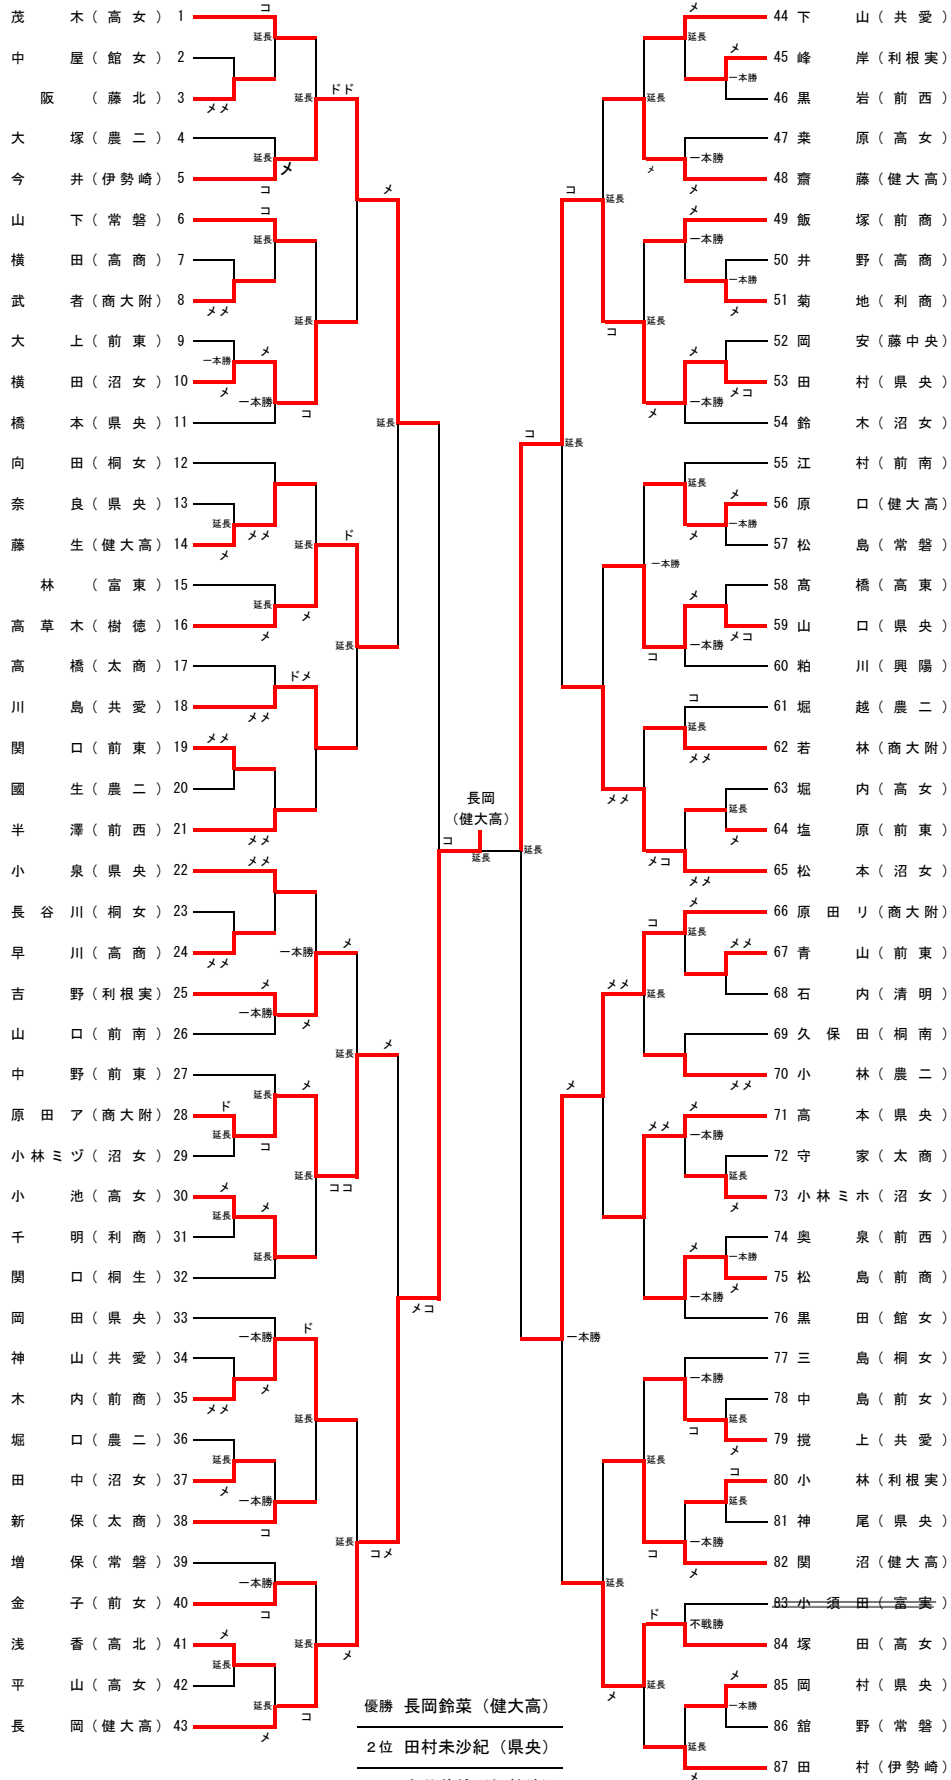 茂木（高女）1
中屋（館女）2
阪（藤北）3
大塚（農二）4
今井（伊勢崎）5
山下（常磐）6
横田（高商）7
武者（商大附）8
大上（前東）9
横田（沼女）10
橋本（県央）11
向田（桐女）12
奈良（県央）13
藤生（健大高）14
林（富東）15
高草木（樹徳）16
高橋（太商）17
川島（共愛）18
関口（前東）19
國生（農二）20
半澤（前西）21
小泉（県央）22
長谷川（桐女）23
早川（高商）24
吉野（利根実）25
山口（前南）26
中野（前東）27
原田ア（商大附）28
小林ミヅ（沼女）29
小池（高女）30
千明（利商）31
関口（桐生）32
岡田（県央）33
神山（共愛）34
木内（前商）35
堀口（農二）36
田中（沼女）37
新保（太商）38
増保（常磐）39
金子（前女）40
浅香（高北）41
平山（高女）42
長岡（健大高）43
長岡
（健大高）
延長
44 下山（共愛）
45 峰岸（利根実）
46 黒岩（前西）
47 桒原（高女）
48 齋藤（健大高）
49 飯塚（前商）
50 井野（高商）
51 菊地（利商）
52 岡安（藤中央）
53 田村（県央）
54 鈴木（沼女）
55 江村（前南）
56 原口（健大高）
57 松島（常磐）
58 髙橋（高東）
59 山口（県央）
60 粕川（興陽）
61 堀越（農二）
62 若林（商大附）
63 堀内（高女）
64 塩原（前東）
65 松本（沼女）
66 原田リ（商大附）
67 青山（前東）
68 石内（清明）
69 久保田（桐南）
70 小林（農二）
71 高本（県央）
72 守家（太商）
73 小林ミホ（沼女）
74 奥泉（前西）
75 松島（前商）
76 黒田（館女）
77 三島（桐女）
78 中島（前女）
79 撹上（共愛）
80 小林（利根実）
81 神尾（県央）
82 関沼（健大高）
83 小須田（富実）
不戦勝
84 塚田（高女）
85 岡村（県央）
86 舘野（常磐）
87 田村（伊勢崎）
優勝 長岡鈴菜（健大高）
2位 田村未沙紀（県央）